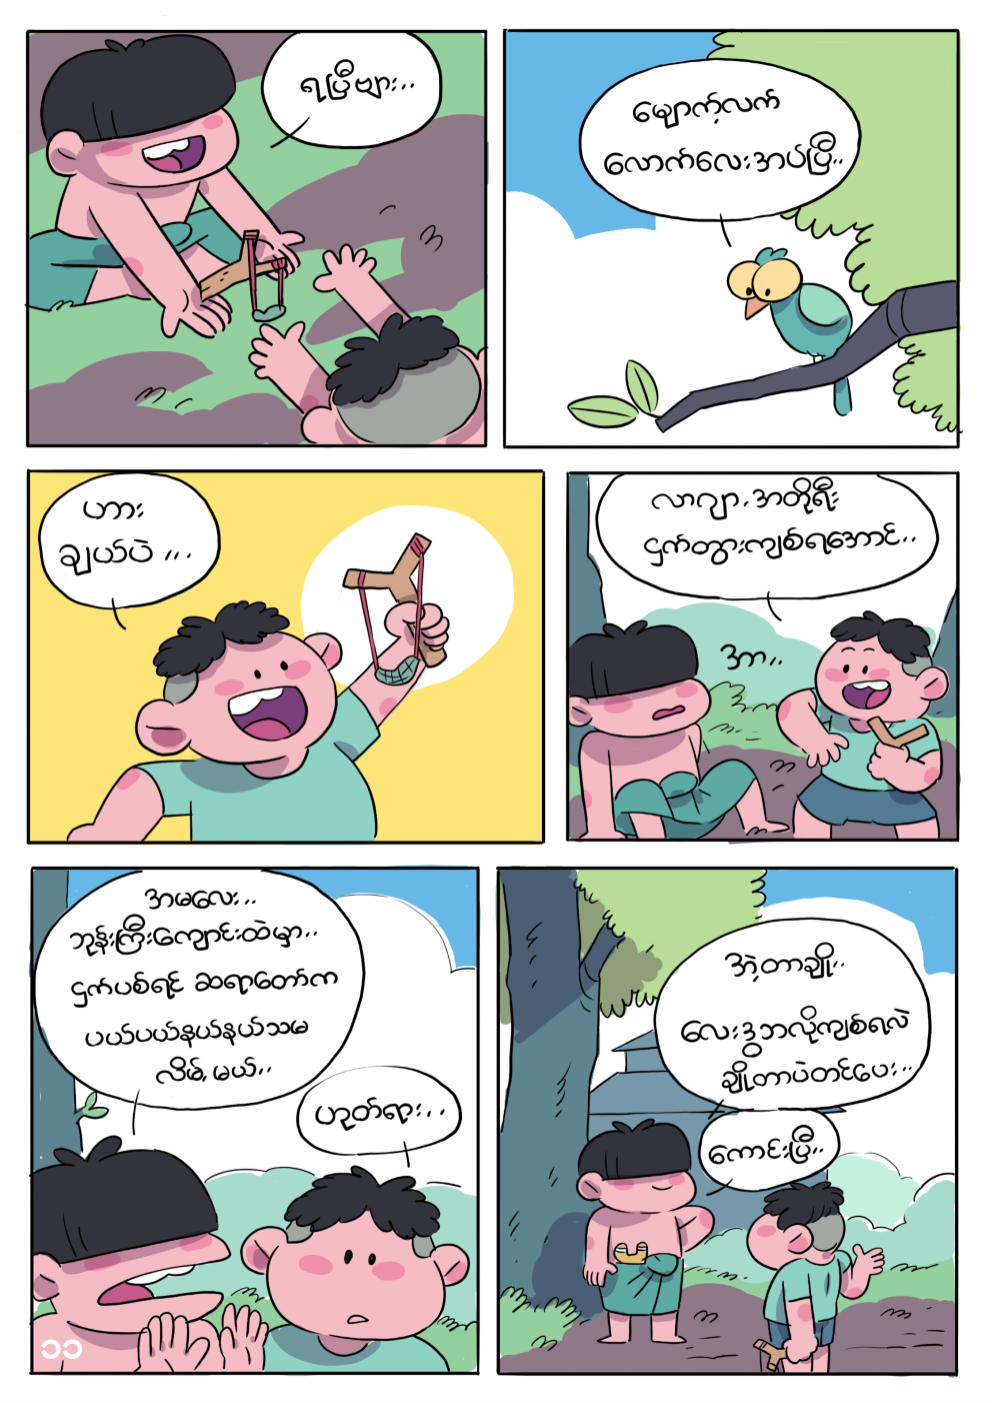 ရပြီဗျား..
မျှောက့်လက်
လောက်လေးအာပ်ပြီ..
ဟား
ချယ်ပဲ ...
လာဂျာ.အတိုရီး
ငှက်တွားကျစ်ရအောင်..
အာ..
အာမလေး..
ဘုန်းကြီးကျောင်းထဲမှာ..
ငှက်ပစ်ရင် ဆရာတော်က
ပယ်ပယ်နယ်နယ်သမ
လိမ့်မယ်..
ဟုတ်ရား..
အဲ့တာချို..
လေးဒွဘလိုကျစ်ရလဲ
ချိုတာပဲတင်ပေး..
ကောင်းပြီ..
၁၁